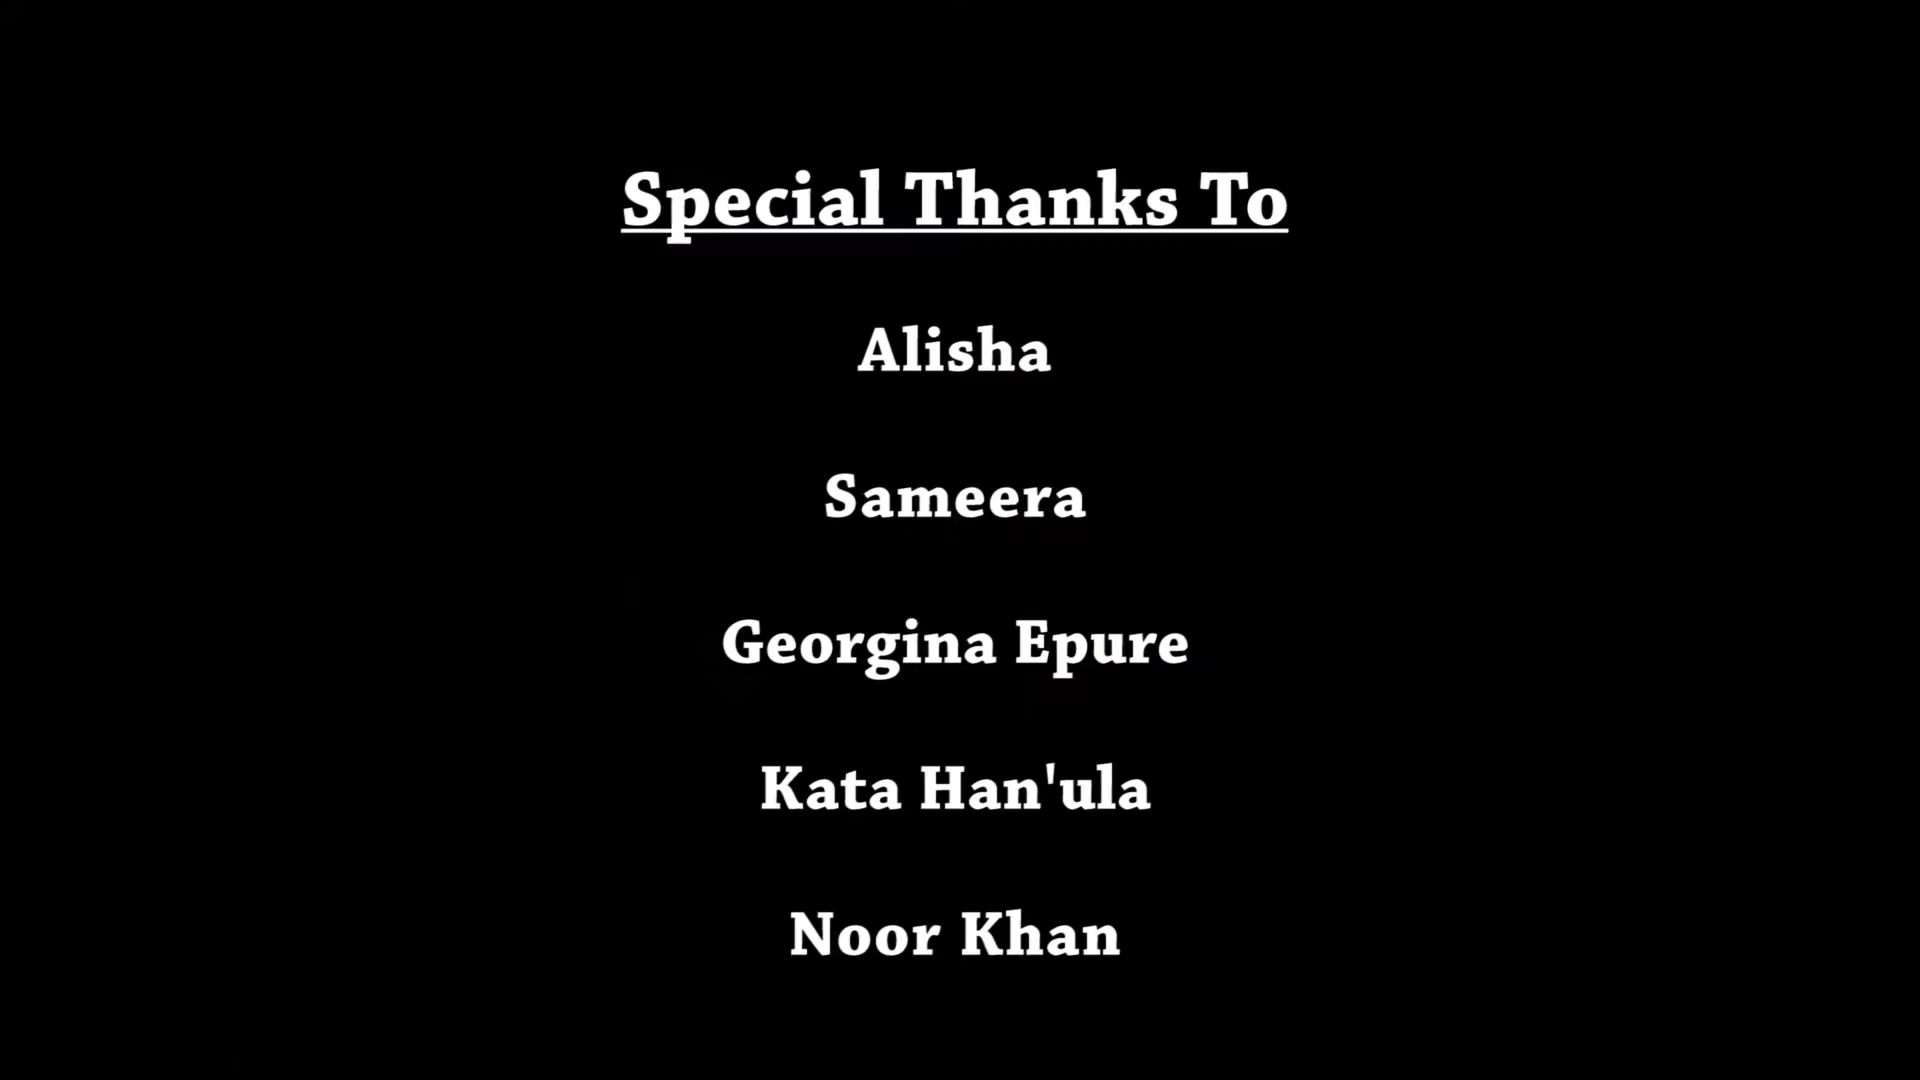 Special Thanks To
Alisha
Sameera
Georgina Epure
Kata Han'ula
Noor Khan